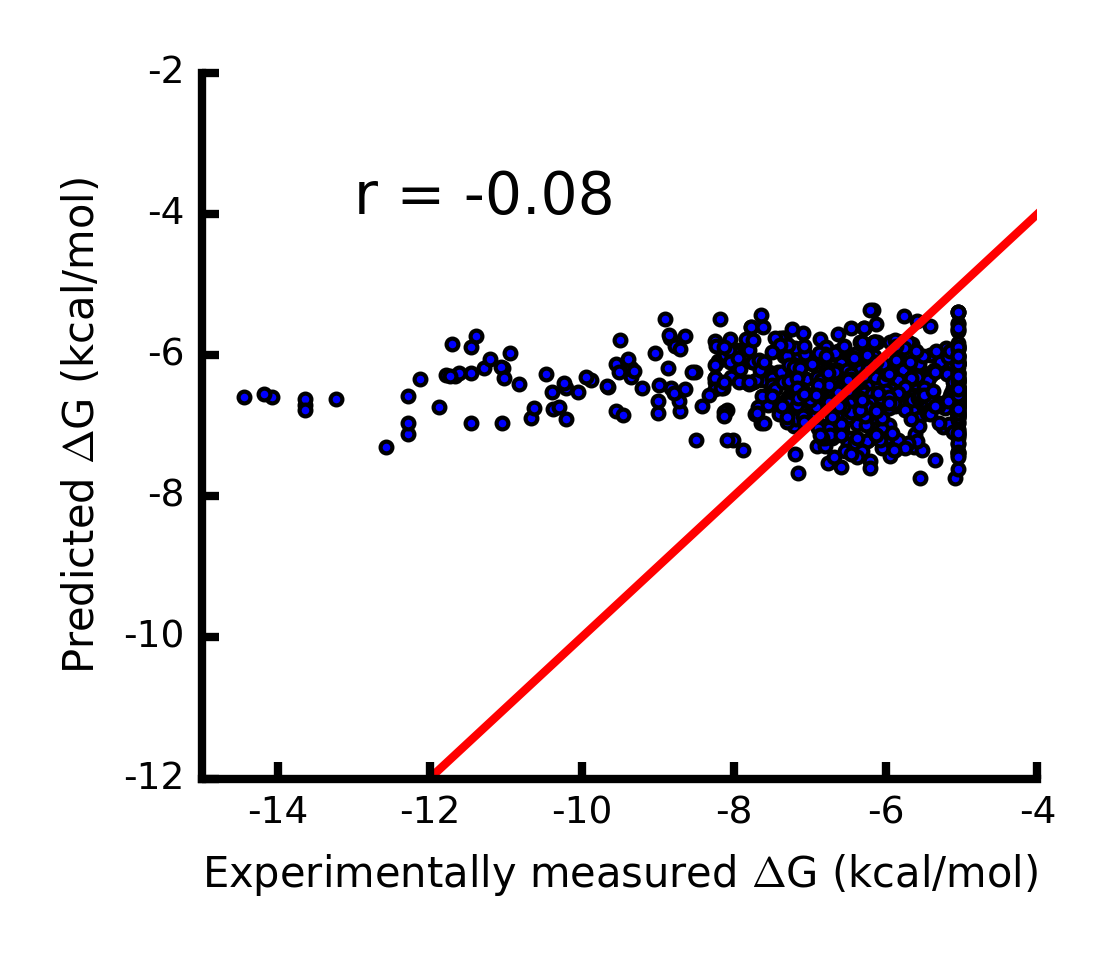 -2
r = -0.08
-4
-6
-8
-10
-12
Predicted ΔG (kcal/mol)
-14 -12 -10 -8 -6 -4
Experimentally measured ΔG (kcal/mol)